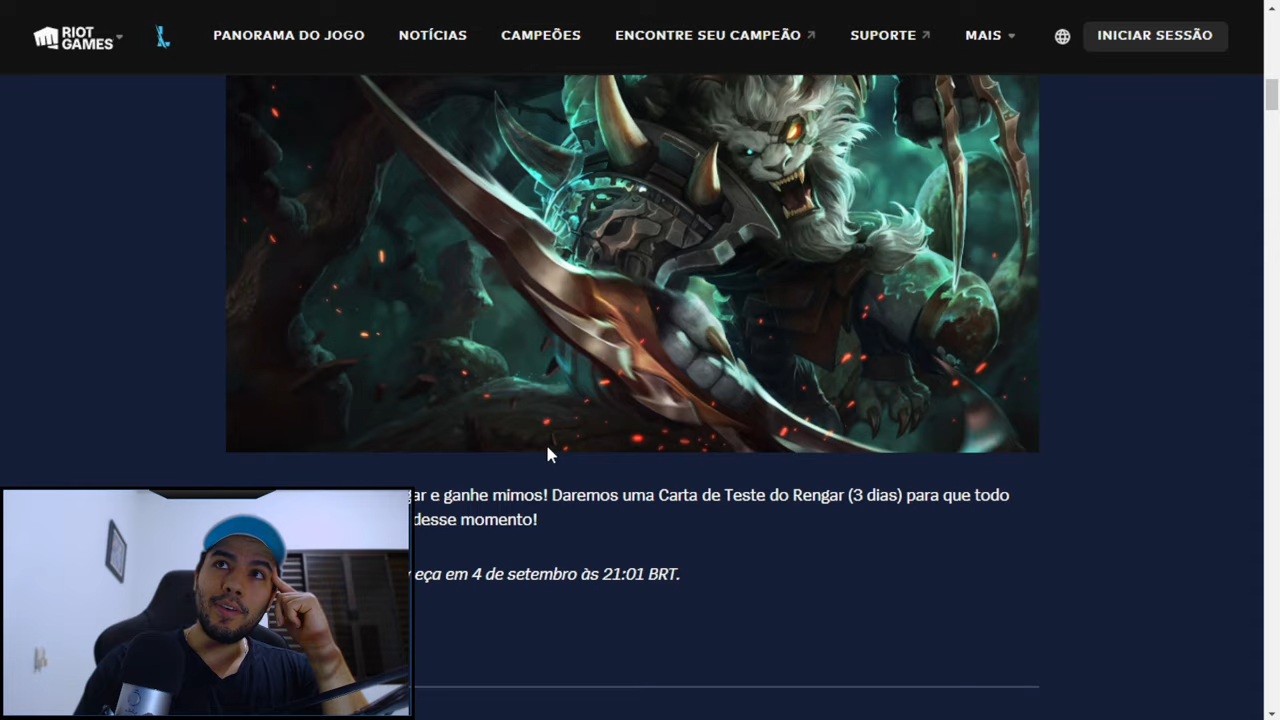 RIOT GAMES
PANORAMA DO JOGO
NOTÍCIAS
CAMPEÕES
ENCONTRE SEU CAMPEÃO
SUPORTE
MAIS
INICIAR SESSÃO
e ganhe mimos! Daremos uma Carta de Teste do Rengar (3 dias) para que todo
desse momento!
em 4 de setembro às 21:01 BRT.